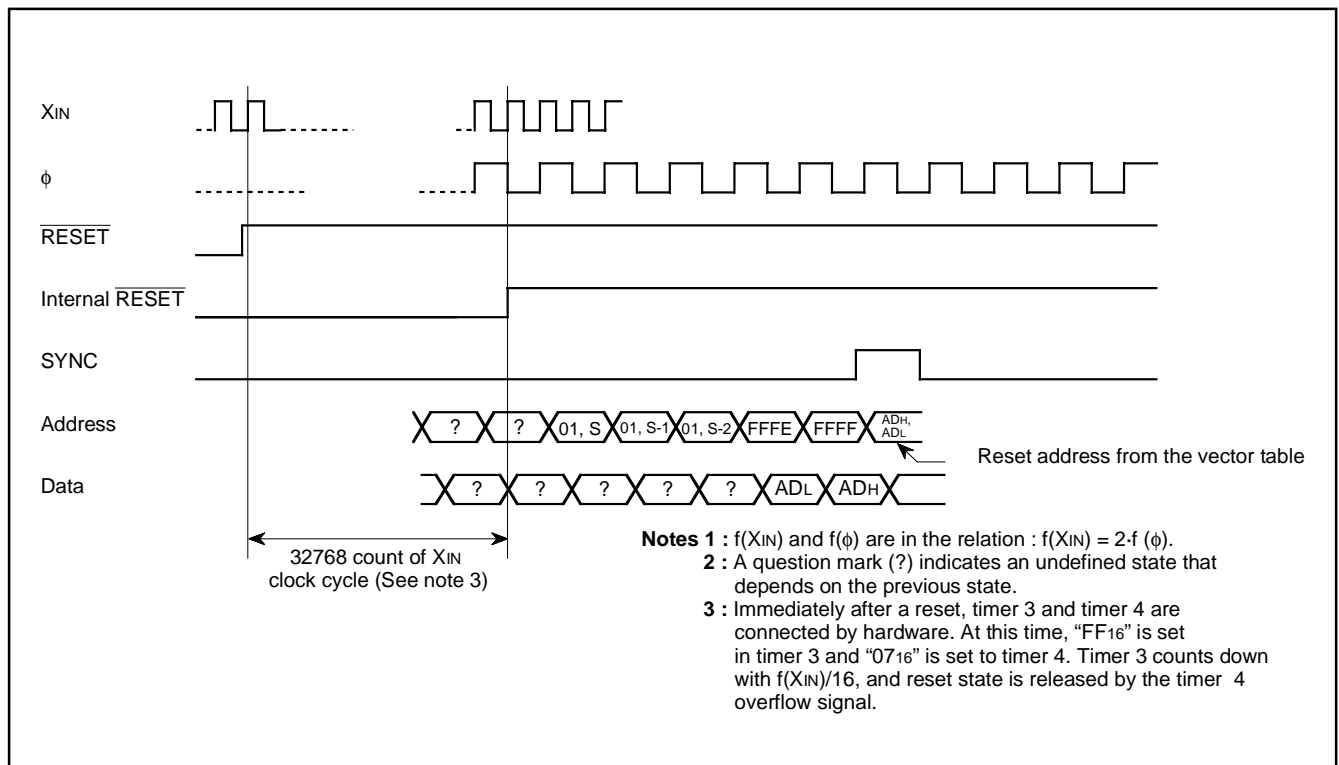 XIN
φ
RESET
Internal RESET
SYNC
Address
? ? 01, S 01, S-1 01, S-2 FFFE FFFF ADH,
ADL
Reset address from the vector table
Data
? ? ? ? ? ADL ADH
32768 count of XIN
clock cycle (See note 3)
Notes 1 : f(XIN) and f(φ) are in the relation : f(XIN) = 2·f (φ).
2 : A question mark (?) indicates an undefined state that
depends on the previous state.
3 : Immediately after a reset, timer 3 and timer 4 are
connected by hardware. At this time, “FF16” is set
in timer 3 and “0716” is set to timer 4. Timer 3 counts down
with f(XIN)/16, and reset state is released by the timer 4
overflow signal.